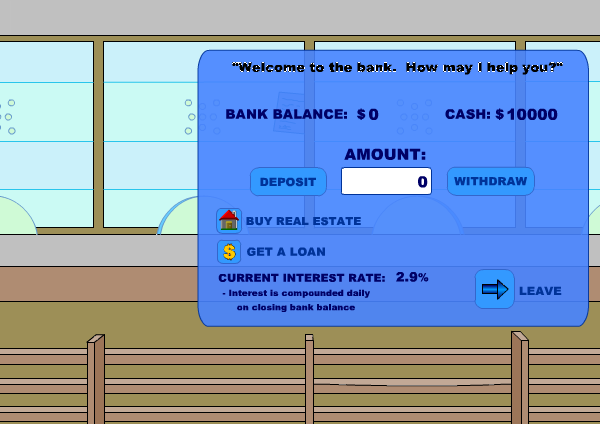 "Welcome to the bank. How may I help you?"
BANK BALANCE: $0 CASH: $10000
AMOUNT:
DEPOSIT 0 WITHDRAW
BUY REAL ESTATE
$ GET A LOAN
CURRENT INTEREST RATE: 2.9%
- Interest is compounded daily
on closing bank balance
LEAVE